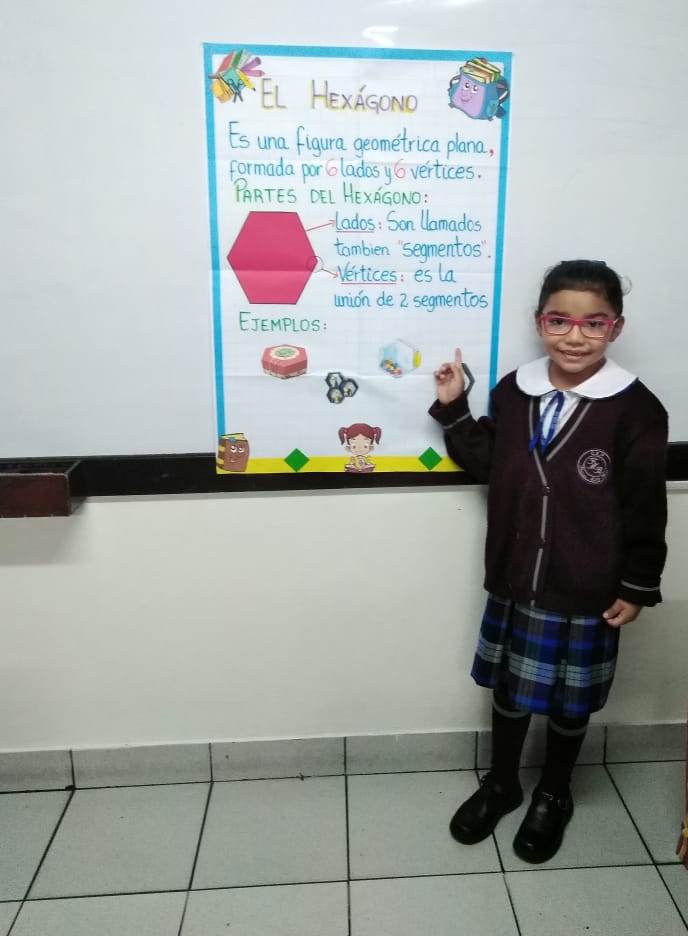 EL HEXÁGONO
Es una figura geométrica plana,
formada por 6 lados y 6 vértices.
PARTES DEL HEXÁGONO:
Lados: Son llamados
tambien "segmentos".
Vértices: es la
unión de 2 segmentos
EJEMPLOS: